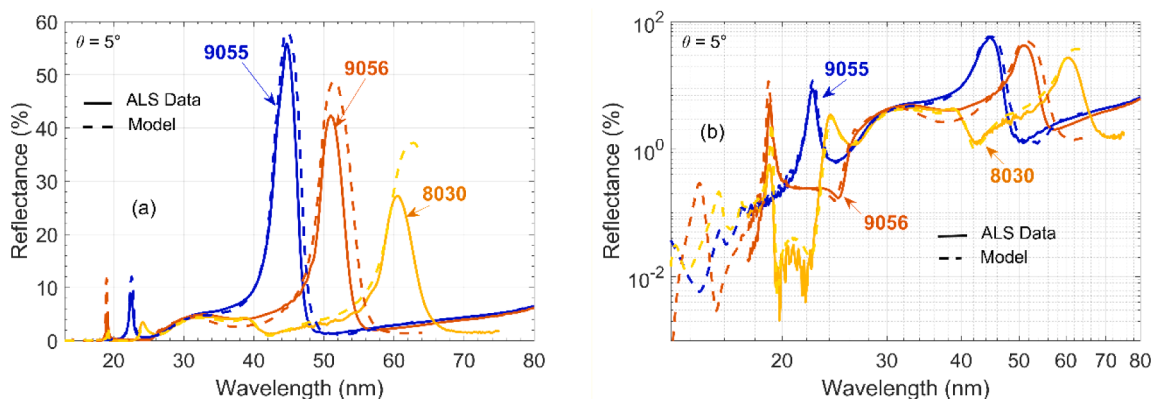 60
50
40
30
20
10
0
θ = 5°
9055
9056
8030
ALS Data
Model
(a)
Reflectance (%)
20 30 40 50 60 70 80
Wavelength (nm)
10²
10⁰
10⁻²
θ = 5°
9055
(b)
8030
9056
ALS Data
Model
Reflectance (%)
20 30 40 50 60 70 80
Wavelength (nm)